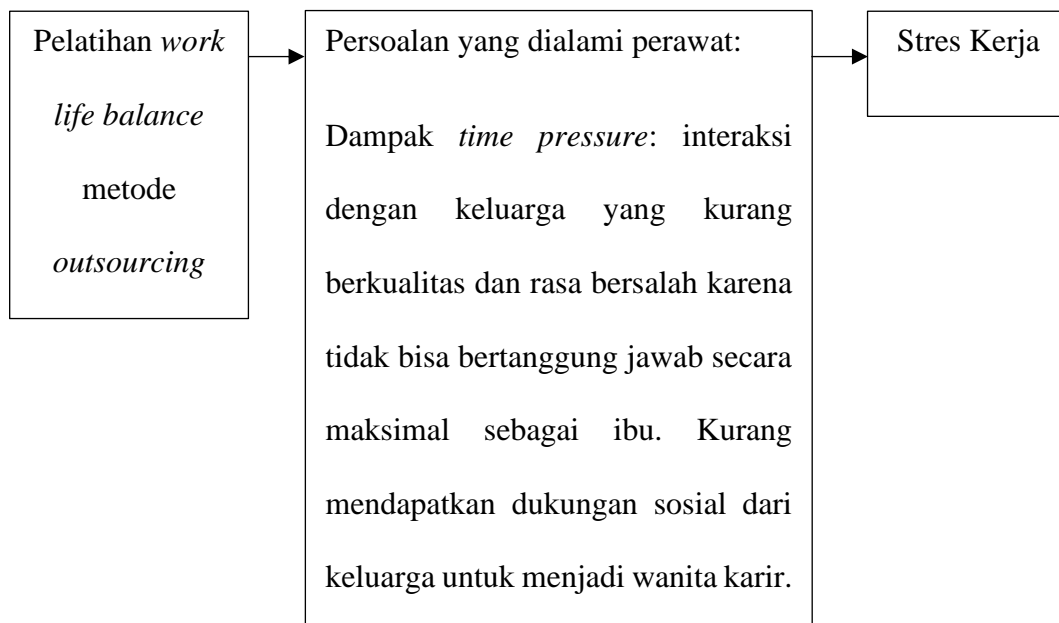 Pelatihan work
life balance
metode
outsourcing
Persoalan yang dialami perawat:
Dampak time pressure: interaksi
dengan keluarga yang kurang
berkualitas dan rasa bersalah karena
tidak bisa bertanggung jawab secara
maksimal sebagai ibu. Kurang
mendapatkan dukungan sosial dari
keluarga untuk menjadi wanita karir.
Stres Kerja